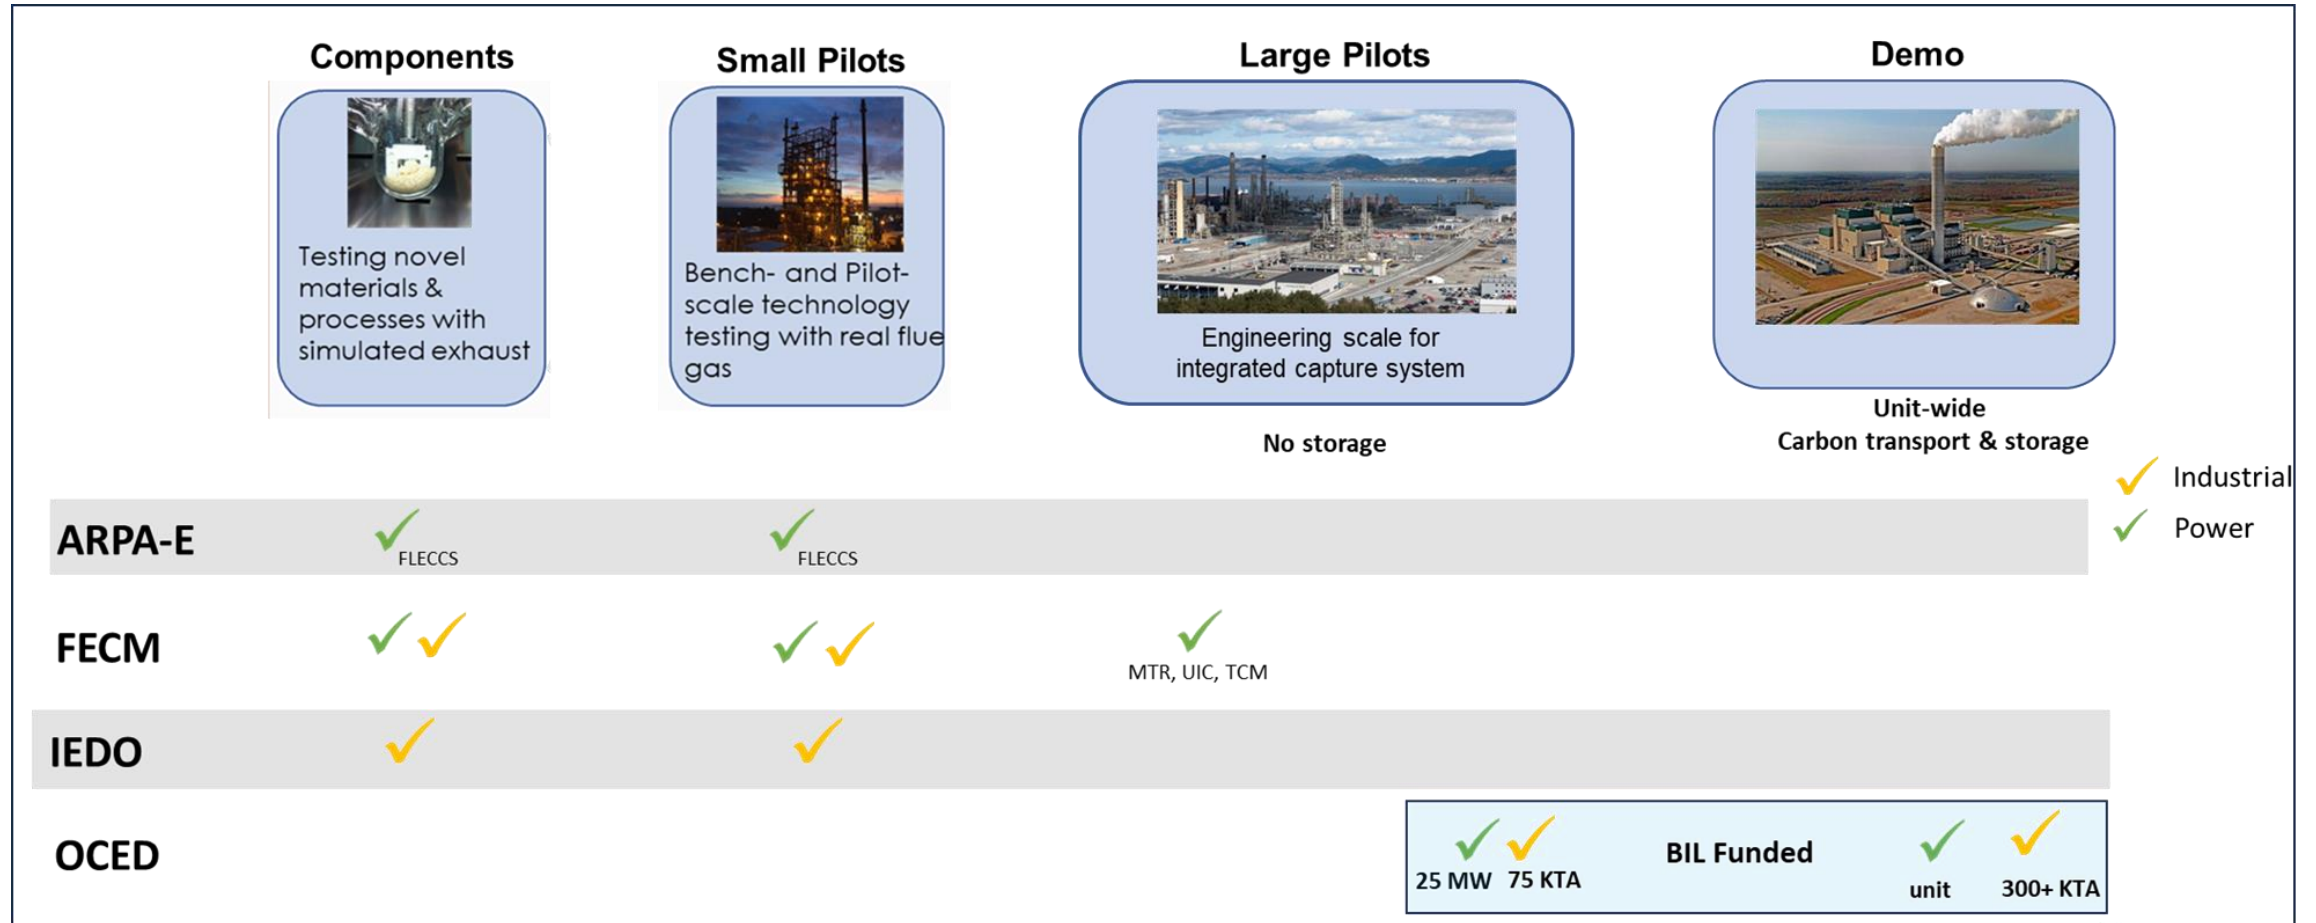 Components
Small Pilots
Large Pilots
Demo
Testing novel
materials &
processes with
simulated exhaust
Bench- and Pilot-
scale technology
testing with real flue
gas
Engineering scale for
integrated capture system
No storage
Unit-wide
Carbon transport & storage
Industrial
Power
ARPA-E
FLECCS
FLECCS
FECM
MTR, UIC, TCM
IEDO
OCED
25 MW
75 KTA
BIL Funded
unit
300+ KTA